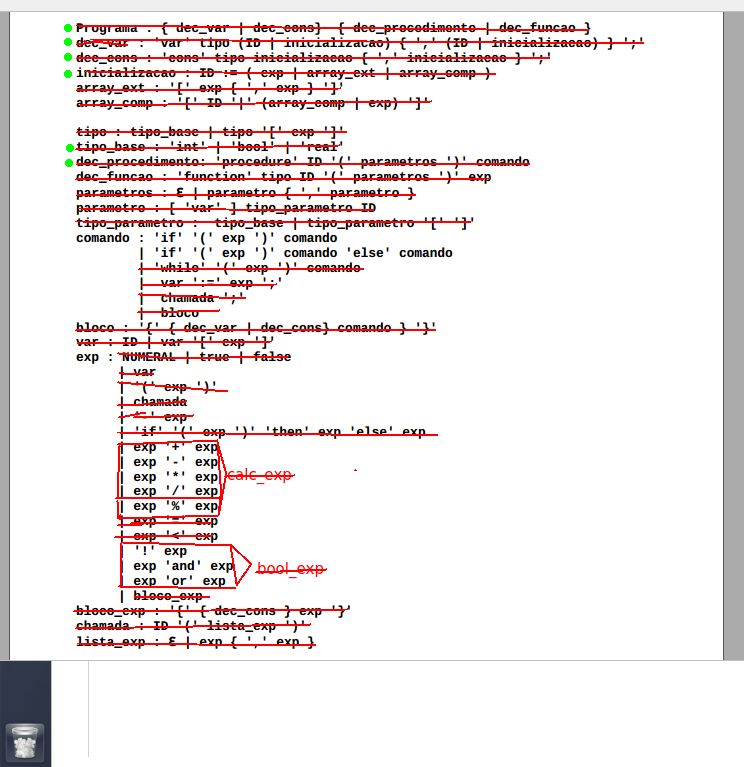 Programa : { dec_var | dec_cons} { dec_procedimento | dec_funcao }
dec_var : 'var' tipo (ID | inicializacao) { ',' (ID | inicializacao) } ';'
dec_cons : 'cons' tipo inicializacao { ',' inicializacao } ';'
inicializacao : ID := ( exp | array_ext | array_comp )
array_ext : '[' exp { ',' exp } ']'
array_comp : '[' ID '|' (array_comp | exp) ']'
tipo : tipo_base | tipo '[' exp ']'
tipo_base : 'int' | 'bool' | 'real'
dec_procedimento: 'procedure' ID '(' parametros ')' comando
dec_funcao : 'function' tipo ID '(' parametros ')' exp
parametros : ε | parametro { ',' parametro }
parametro : [ 'var' ] tipo_parametro ID
tipo_parametro : tipo_base | tipo_parametro '[' ']'
comando : 'if' '(' exp ')' comando
| 'if' '(' exp ')' comando 'else' comando
| 'while' '(' exp ')' comando
| var ':=' exp ';'
| chamada ';'
| bloco
bloco : '{' { dec_var | dec_cons} comando } '}'
var : ID | var '[' exp ']'
exp : NUMERAL | true | false
| var
| '(' exp ')'
| chamada
| '-' exp
| 'if' '(' exp ')' 'then' exp 'else' exp
| exp '+' exp
| exp '-' exp
| exp '*' exp calc_exp
| exp '/' exp
| exp '%' exp
| exp '=' exp
| exp '<' exp
| '!' exp
| exp 'and' exp bool_exp
| exp 'or' exp
| bloco_exp
bloco_exp : '{' { dec_cons } exp '}'
chamada : ID '(' lista_exp ')'
lista_exp : ε | exp { ',' exp }